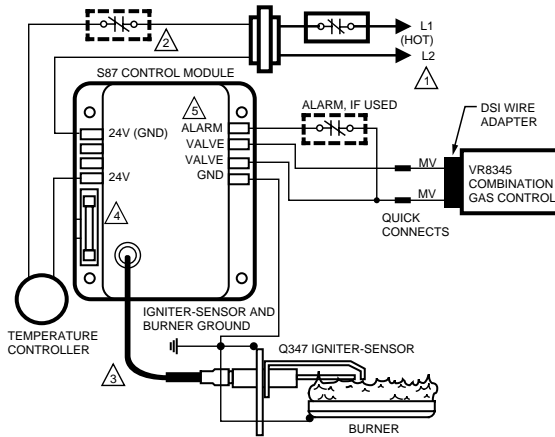 L1
(HOT)
L2
2
1
S87 CONTROL MODULE
5
ALARM, IF USED
DSI WIRE
ADAPTER
24V (GND)
24V
ALARM
VALVE
VALVE
GND
MV
MV
VR8345
COMBINATION
GAS CONTROL
4
QUICK
CONNECTS
IGNITER-SENSOR AND
BURNER GROUND
TEMPERATURE
CONTROLLER
3
Q347 IGNITER-SENSOR
BURNER